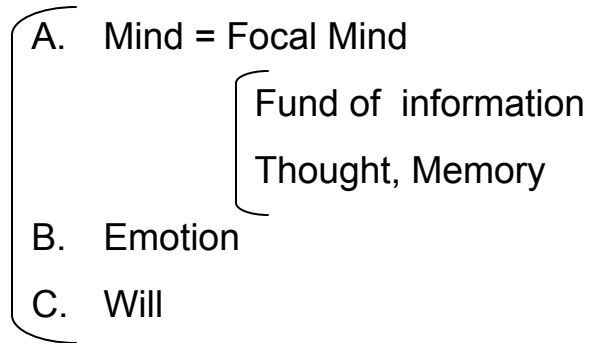 A. Mind = Focal Mind
Fund of information
Thought, Memory
B. Emotion
C. Will